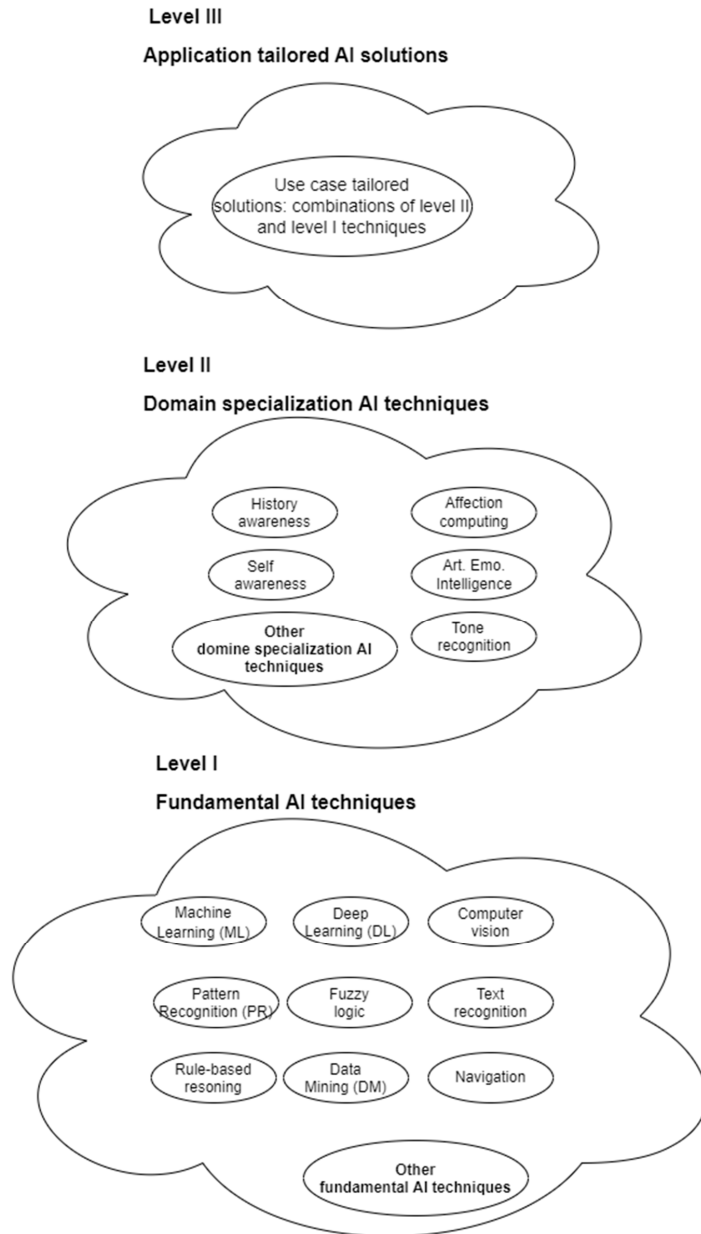 Level III
Application tailored AI solutions
Use case tailored
solutions: combinations of level II
and level I techniques
Level II
Domain specialization AI techniques
History
awareness
Affection
computing
Self
awareness
Art. Emo.
Intelligence
Other
domine specialization AI
techniques
Tone
recognition
Level I
Fundamental AI techniques
Machine
Learning (ML)
Deep
Learning (DL)
Computer
vision
Pattern
Recognition (PR)
Fuzzy
logic
Text
recognition
Rule-based
resoning
Data
Mining (DM)
Navigation
Other
fundamental AI techniques